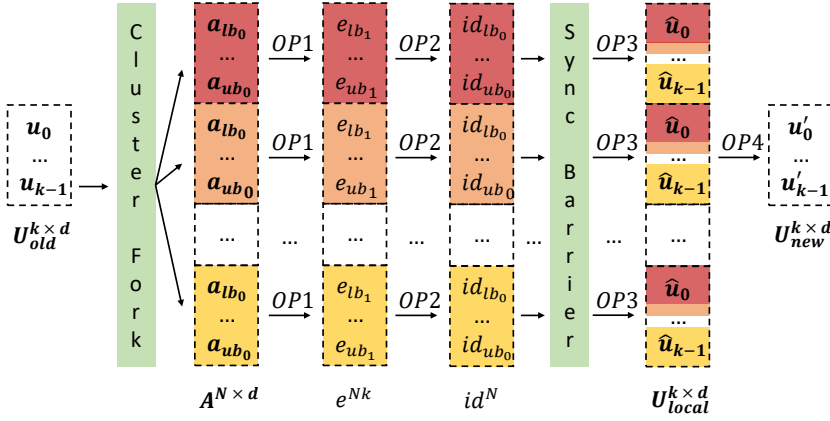 Cluster Fork
Sync Barrier
a_{lb_0} OP1 e_{lb_1} OP2 id_{lb_0} OP3 û_0
... ... ... ...
a_{ub_0} e_{ub_1} id_{ub_0} û_{k-1}
u_0 a_{lb_0} OP1 e_{lb_1} OP2 id_{lb_0} OP3 û_0 OP4 u'_0
... ... ... ... ... ...
u_{k-1} a_{ub_0} e_{ub_1} id_{ub_0} û_{k-1} u'_{k-1}
U_{old}^{k×d} U_{new}^{k×d}
... ... ... ... ... ... ...
a_{lb_0} OP1 e_{lb_1} OP2 id_{lb_0} OP3 û_0
... ... ... ...
a_{ub_0} e_{ub_1} id_{ub_0} û_{k-1}
A^{N×d} e^{Nk} id^N U_{local}^{k×d}